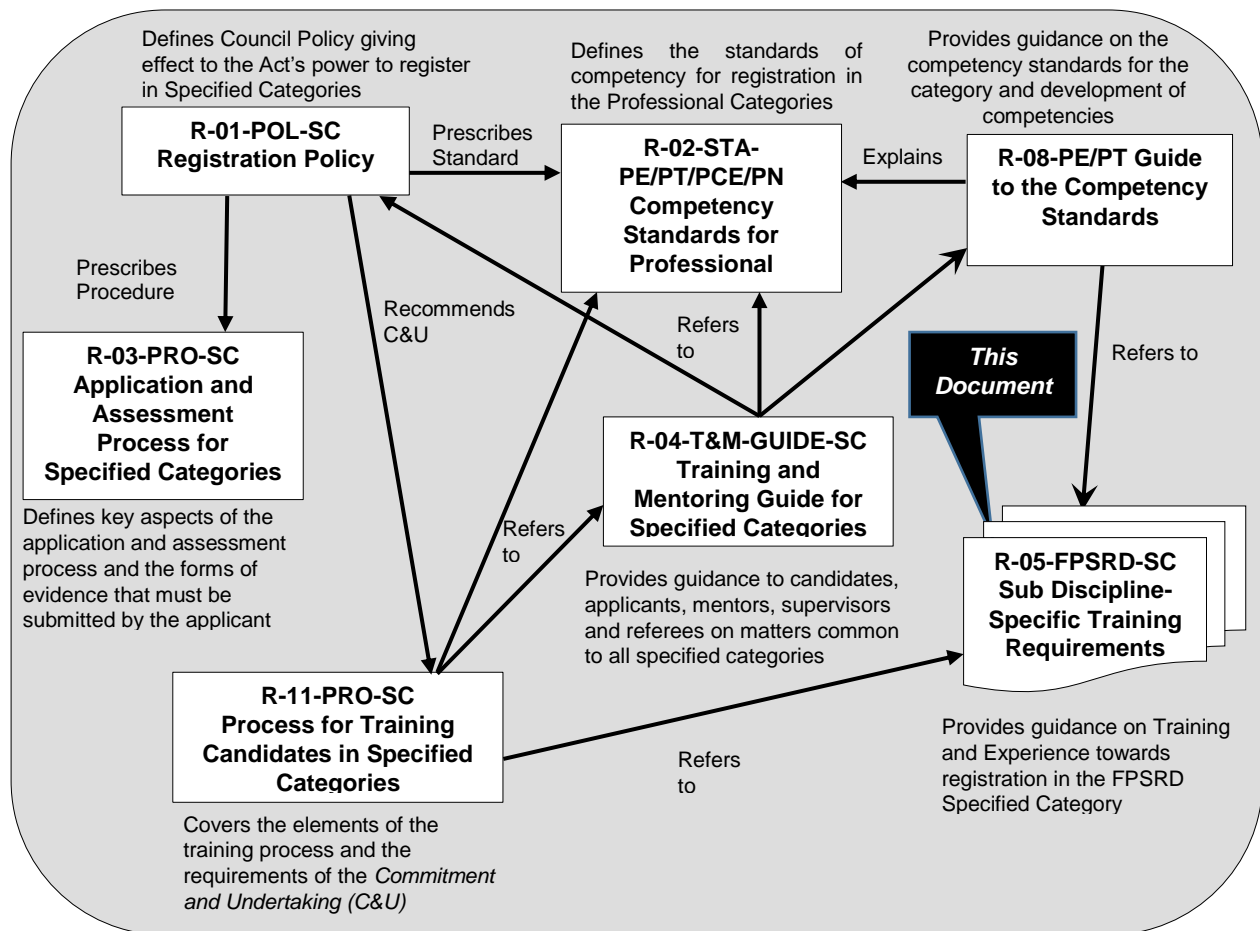 Defines Council Policy giving
effect to the Act's power to register
in Specified Categories
R-01-POL-SC
Registration Policy
Prescribes
Standard
Defines the standards of
competency for registration in
the Professional Categories
R-02-STA-
PE/PT/PCE/PN
Competency
Standards for
Professional
Explains
Provides guidance on the
competency standards for the
category and development of
competencies
R-08-PE/PT Guide
to the Competency
Standards
Prescribes
Procedure
Recommends
C&U
Refers
to
This
Document
Refers to
R-03-PRO-SC
Application and
Assessment
Process for
Specified Categories
Defines key aspects of the
application and assessment
process and the forms of
evidence that must be
submitted by the applicant
R-04-T&M-GUIDE-SC
Training and
Mentoring Guide for
Specified Categories
Refers
to
Provides guidance to candidates,
applicants, mentors, supervisors
and referees on matters common
to all specified categories
R-05-FPSRD-SC
Sub Discipline-
Specific Training
Requirements
Provides guidance on Training
and Experience towards
registration in the FPSRD
Specified Category
R-11-PRO-SC
Process for Training
Candidates in Specified
Categories
Refers
to
Covers the elements of the
training process and the
requirements of the Commitment
and Undertaking (C&U)